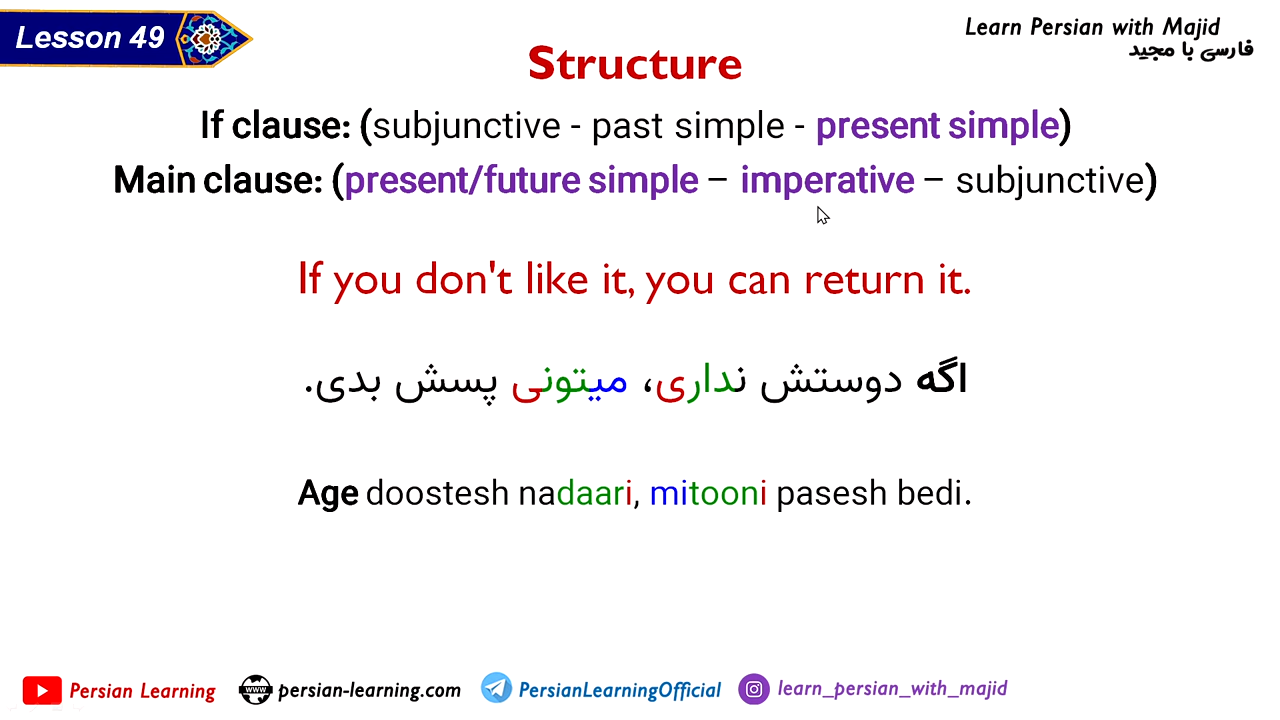 Lesson 49
Learn Persian with Majid
فارسی با مجید
Structure
If clause: (subjunctive - past simple - present simple)
Main clause: (present/future simple – imperative – subjunctive)
If you don't like it, you can return it.
اگه دوستش نداری، میتونی پسش بدی.
Age doostesh nadaari, mitooni pasesh bedi.
Persian Learning
www
persian-learning.com
PersianLearningOfficial
learn_persian_with_majid